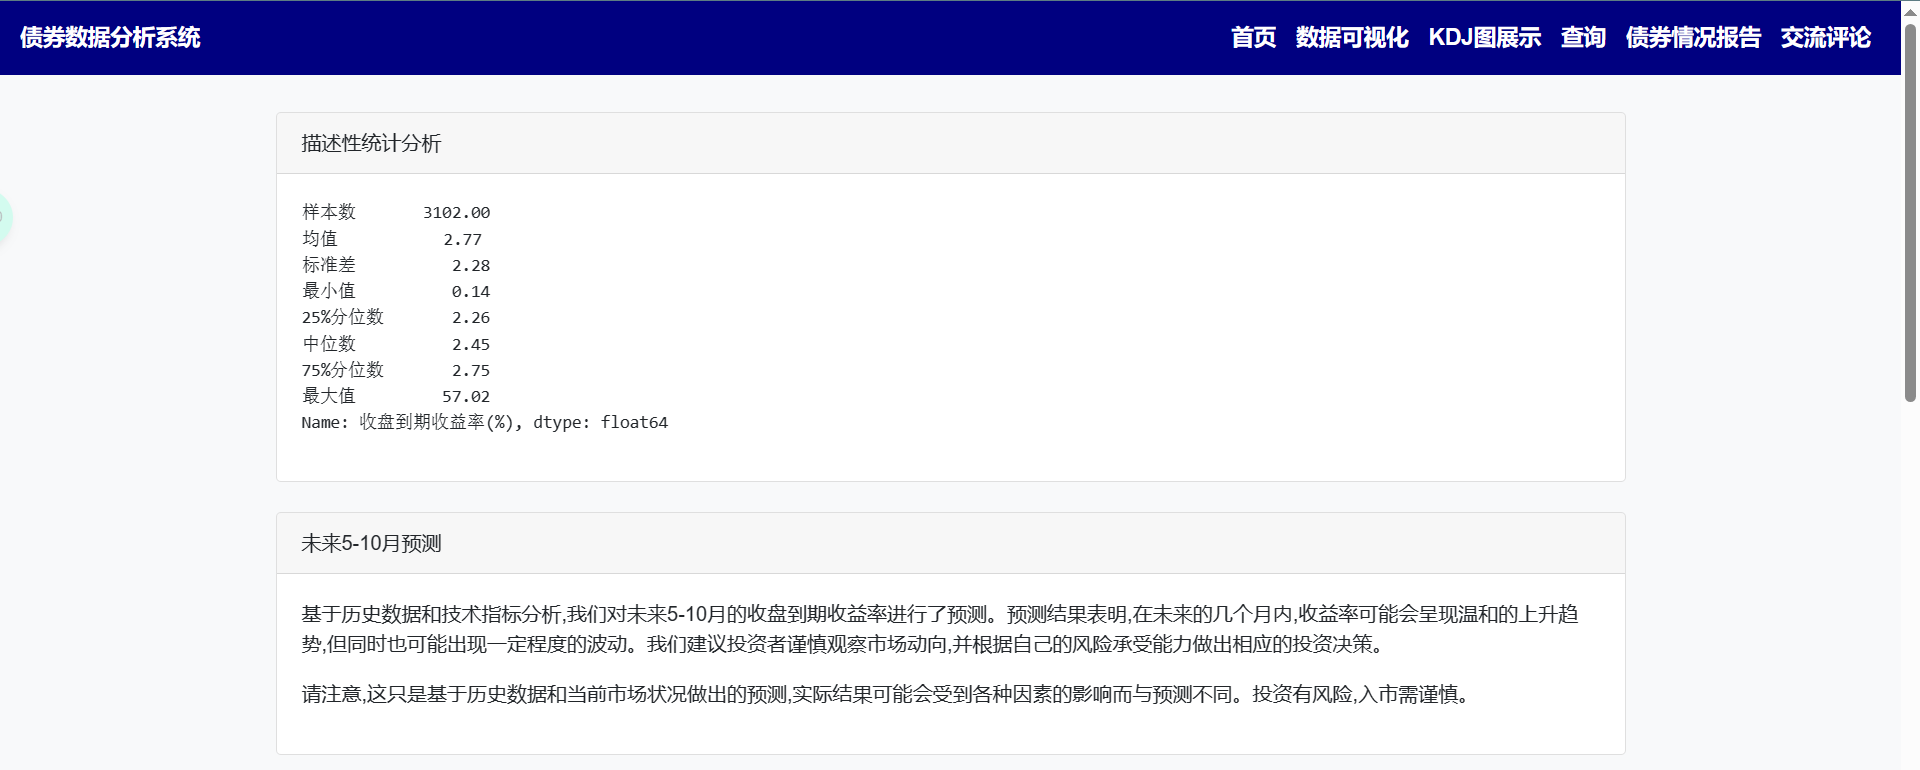 债券数据分析系统
首页 数据可视化 KDJ图展示 查询 债券情况报告 交流评论
描述性统计分析
样本数 3102.00
均值 2.77
标准差 2.28
最小值 0.14
25%分位数 2.26
中位数 2.45
75%分位数 2.75
最大值 57.02
Name: 收盘到期收益率(%), dtype: float64
未来5-10月预测
基于历史数据和技术指标分析,我们对未来5-10月的收盘到期收益率进行了预测。预测结果表明,在未来的几个月内,收益率可能会呈现温和的上升趋
势,但同时也可能出现一定程度的波动。我们建议投资者谨慎观察市场动向,并根据自己的风险承受能力做出相应的投资决策。
请注意,这只是基于历史数据和当前市场状况做出的预测,实际结果可能会受到各种因素的影响而与预测不同。投资有风险,入市需谨慎。